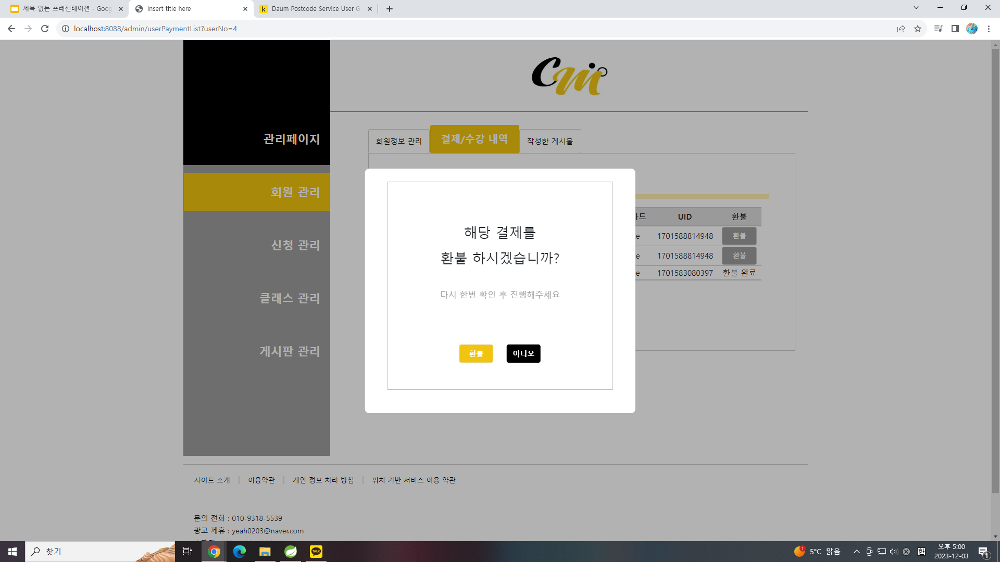 제목 없는 프레젠테이션 - Goog
Insert title here
Daum Postcode Service User G
localhost:8088/admin/userPaymentList?userNo=4
cm
관리페이지
회원정보 관리
결제/수강 내역
작성한 게시물
회원 관리
신청 관리
클래스 관리
게시판 관리
해당 결제를
환불 하시겠습니까?
다시 한번 확인 후 진행해주세요
환불
아니오
UID
환불
e
1701588814948
환불
e
1701588814948
환불
e
1701583080397
환불 완료
사이트 소개
이용약관
개인 정보 처리 방침
위치 기반 서비스 이용 약관
문의 전화 : 010-9318-5539
광고 제휴 : yeah0203@naver.com
찾기
TALK
1
5°C 맑음
한
오후 5:00
2023-12-03
1